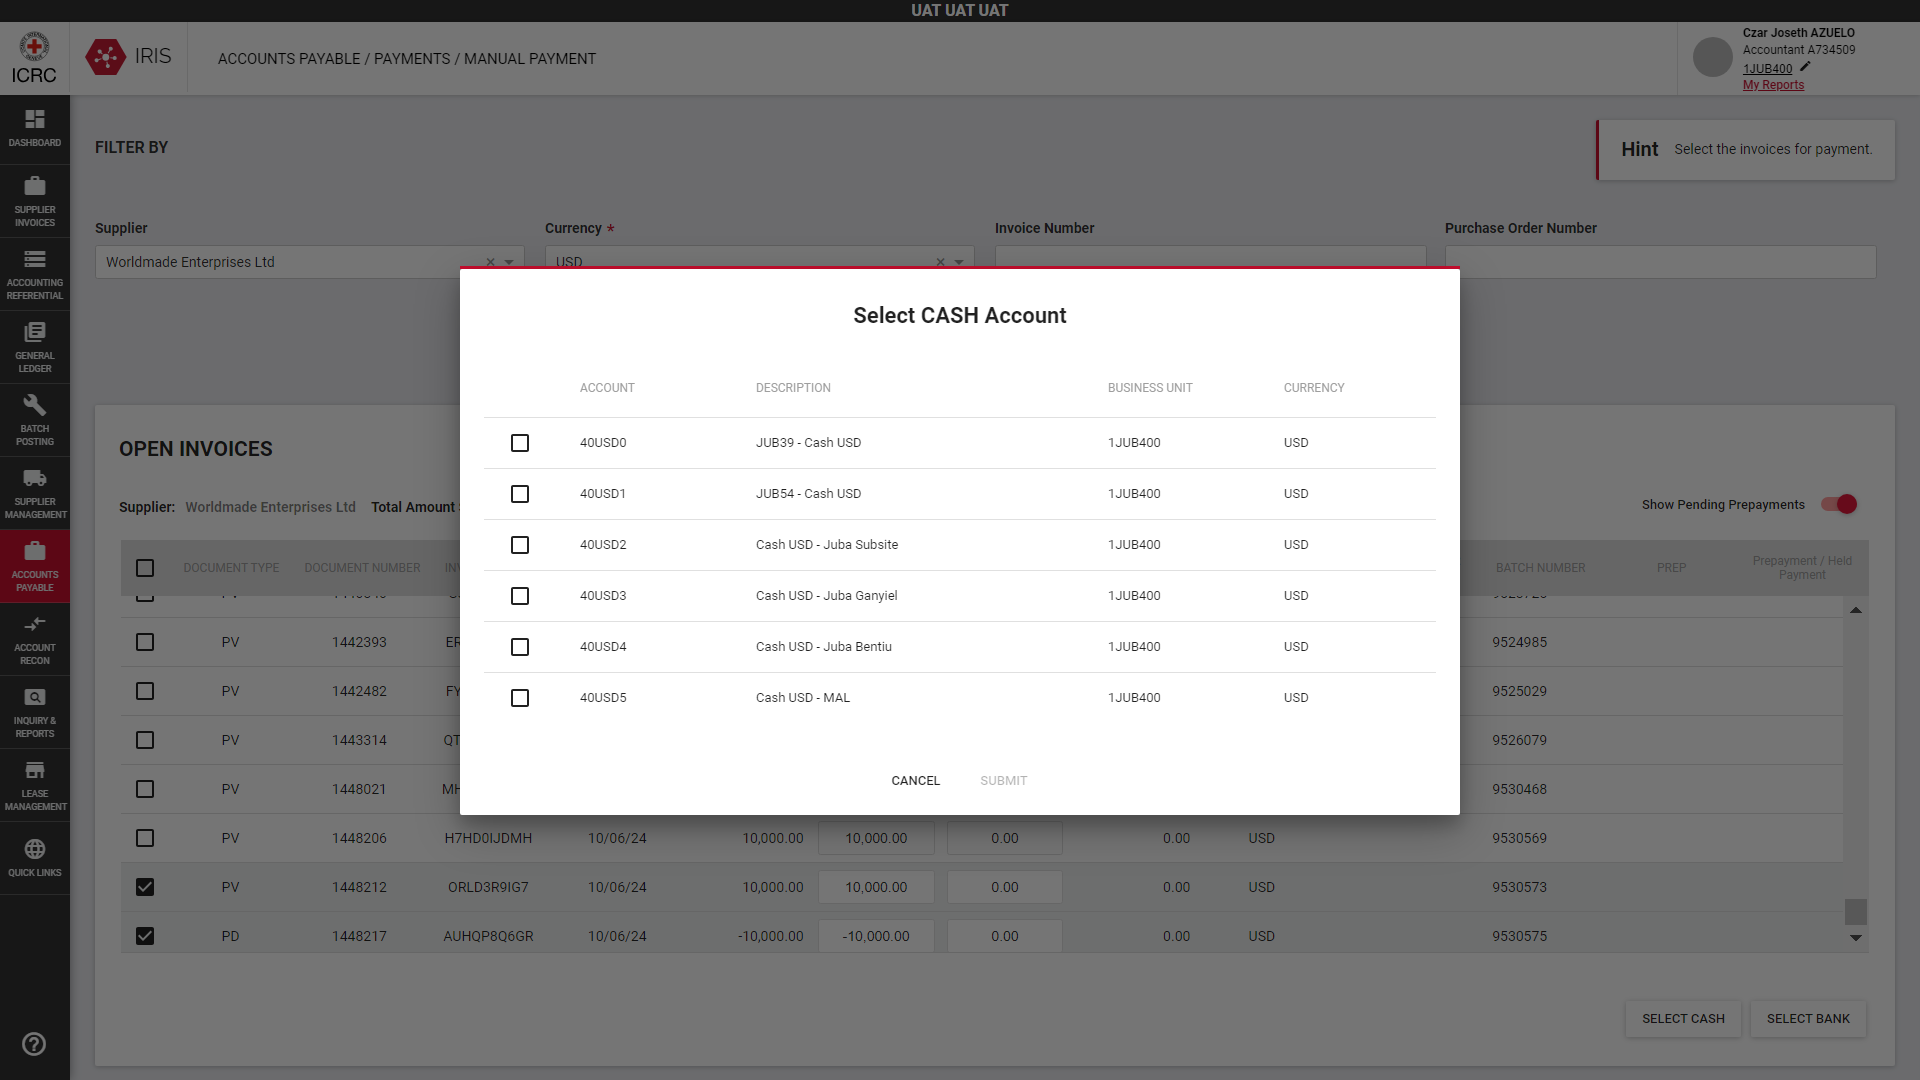 UAT UAT UAT
ICRC
IRIS
ACCOUNTS PAYABLE / PAYMENTS / MANUAL PAYMENT
Czar Joseth AZUELO
Accountant A734509
1JUB400
My Reports
DASHBOARD
SUPPLIER
INVOICES
ACCOUNTING
REFERENTIAL
GENERAL
LEDGER
BATCH
POSTING
SUPPLIER
MANAGEMENT
ACCOUNTS
PAYABLE
ACCOUNT
RECON
INQUIRY &
REPORTS
LEASE
MANAGEMENT
QUICK LINKS
FILTER BY
Hint Select the invoices for payment.
Supplier Currency * Invoice Number Purchase Order Number
Worldmade Enterprises Ltd USD
Select CASH Account
ACCOUNT DESCRIPTION BUSINESS UNIT CURRENCY
40USD0 JUB39 - Cash USD 1JUB400 USD
40USD1 JUB54 - Cash USD 1JUB400 USD
40USD2 Cash USD - Juba Subsite 1JUB400 USD
40USD3 Cash USD - Juba Ganyiel 1JUB400 USD
40USD4 Cash USD - Juba Bentiu 1JUB400 USD
40USD5 Cash USD - MAL 1JUB400 USD
CANCEL SUBMIT
OPEN INVOICES
Supplier: Worldmade Enterprises Ltd Total Amount
Show Pending Prepayments
DOCUMENT TYPE DOCUMENT NUMBER BATCH NUMBER PREP Prepayment / Held
Payment
PV 1442393 ER 9524985
PV 1442482 FY 9525029
PV 1443314 QT 9526079
PV 1448021 MH 9530468
PV 1448206 H7HD0IJDMH 10/06/24 10,000.00 10,000.00 0.00 0.00 USD 9530569
PV 1448212 ORLD3R9IG7 10/06/24 10,000.00 10,000.00 0.00 0.00 USD 9530573
PD 1448217 AUHQP8Q6GR 10/06/24 -10,000.00 -10,000.00 0.00 0.00 USD 9530575
SELECT CASH SELECT BANK